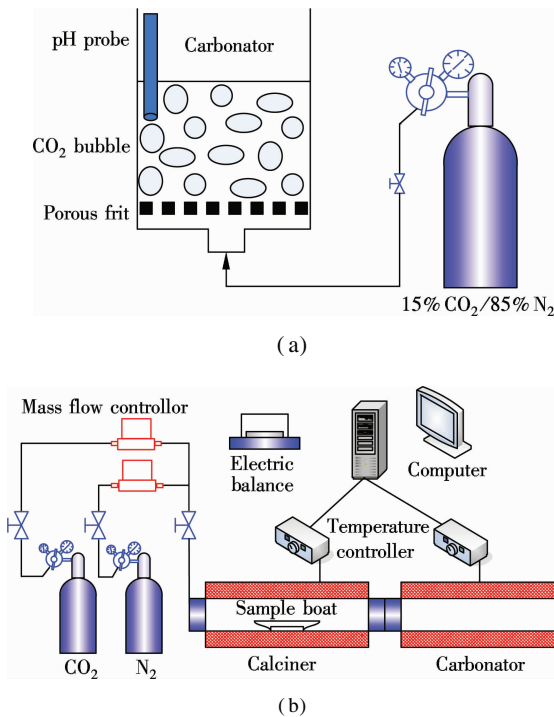 pH probe
Carbonator
CO₂ bubble
Porous frit
15% CO₂/85% N₂
(a)
Mass flow controllor
Electric
balance
Computer
Temperature
controller
Sample boat
CO₂
N₂
Calciner
Carbonator
(b)